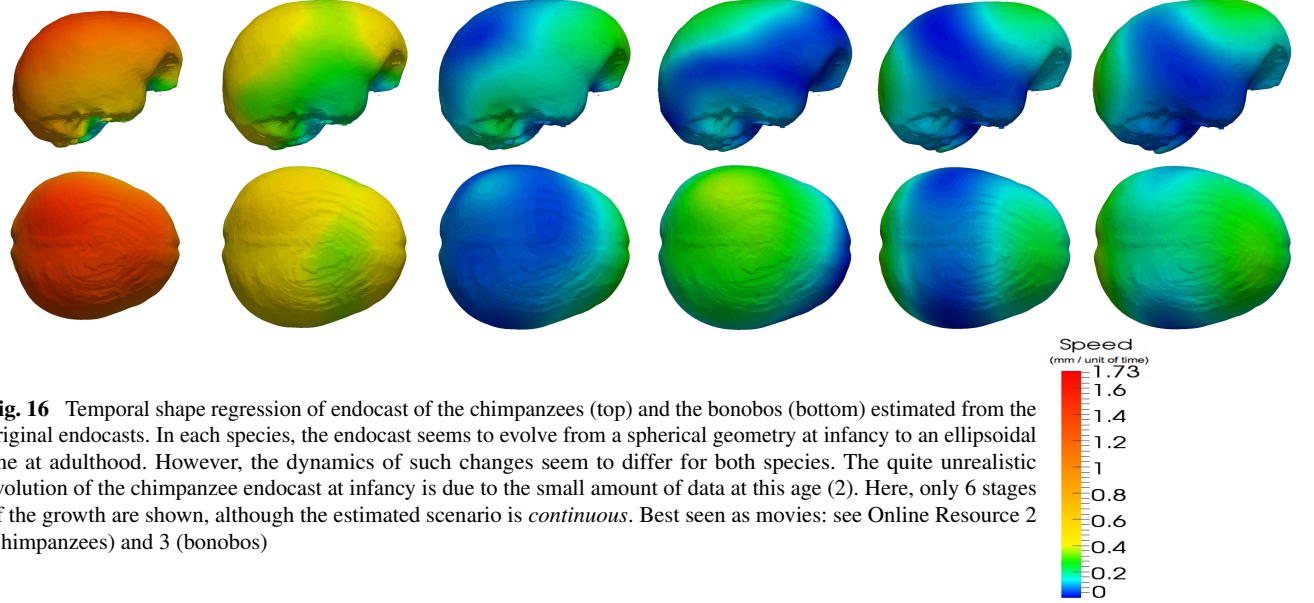 Speed
(mm / unit of time)
1.73
1.6
1.4
1.2
1
0.8
0.6
0.4
0.2
0
ig. 16 Temporal shape regression of endocast of the chimpanzees (top) and the bonobos (bottom) estimated from the
riginal endocasts. In each species, the endocast seems to evolve from a spherical geometry at infancy to an ellipsoidal
ne at adulthood. However, the dynamics of such changes seem to differ for both species. The quite unrealistic
volution of the chimpanzee endocast at infancy is due to the small amount of data at this age (2). Here, only 6 stages
f the growth are shown, although the estimated scenario is continuous. Best seen as movies: see Online Resource 2
himpanzees) and 3 (bonobos)